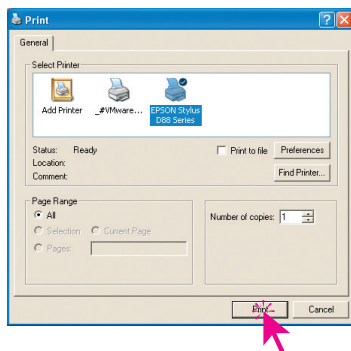 Print
General
Select Printer
Add Printer
_#VMware...
EPSON Stylus
D88 Series
Status: Ready
Location:
Comment:
Print to file
Preferences
Find Printer...
Page Range
All
Selection
Current Page
Pages:
Number of copies: 1
Print
Cancel